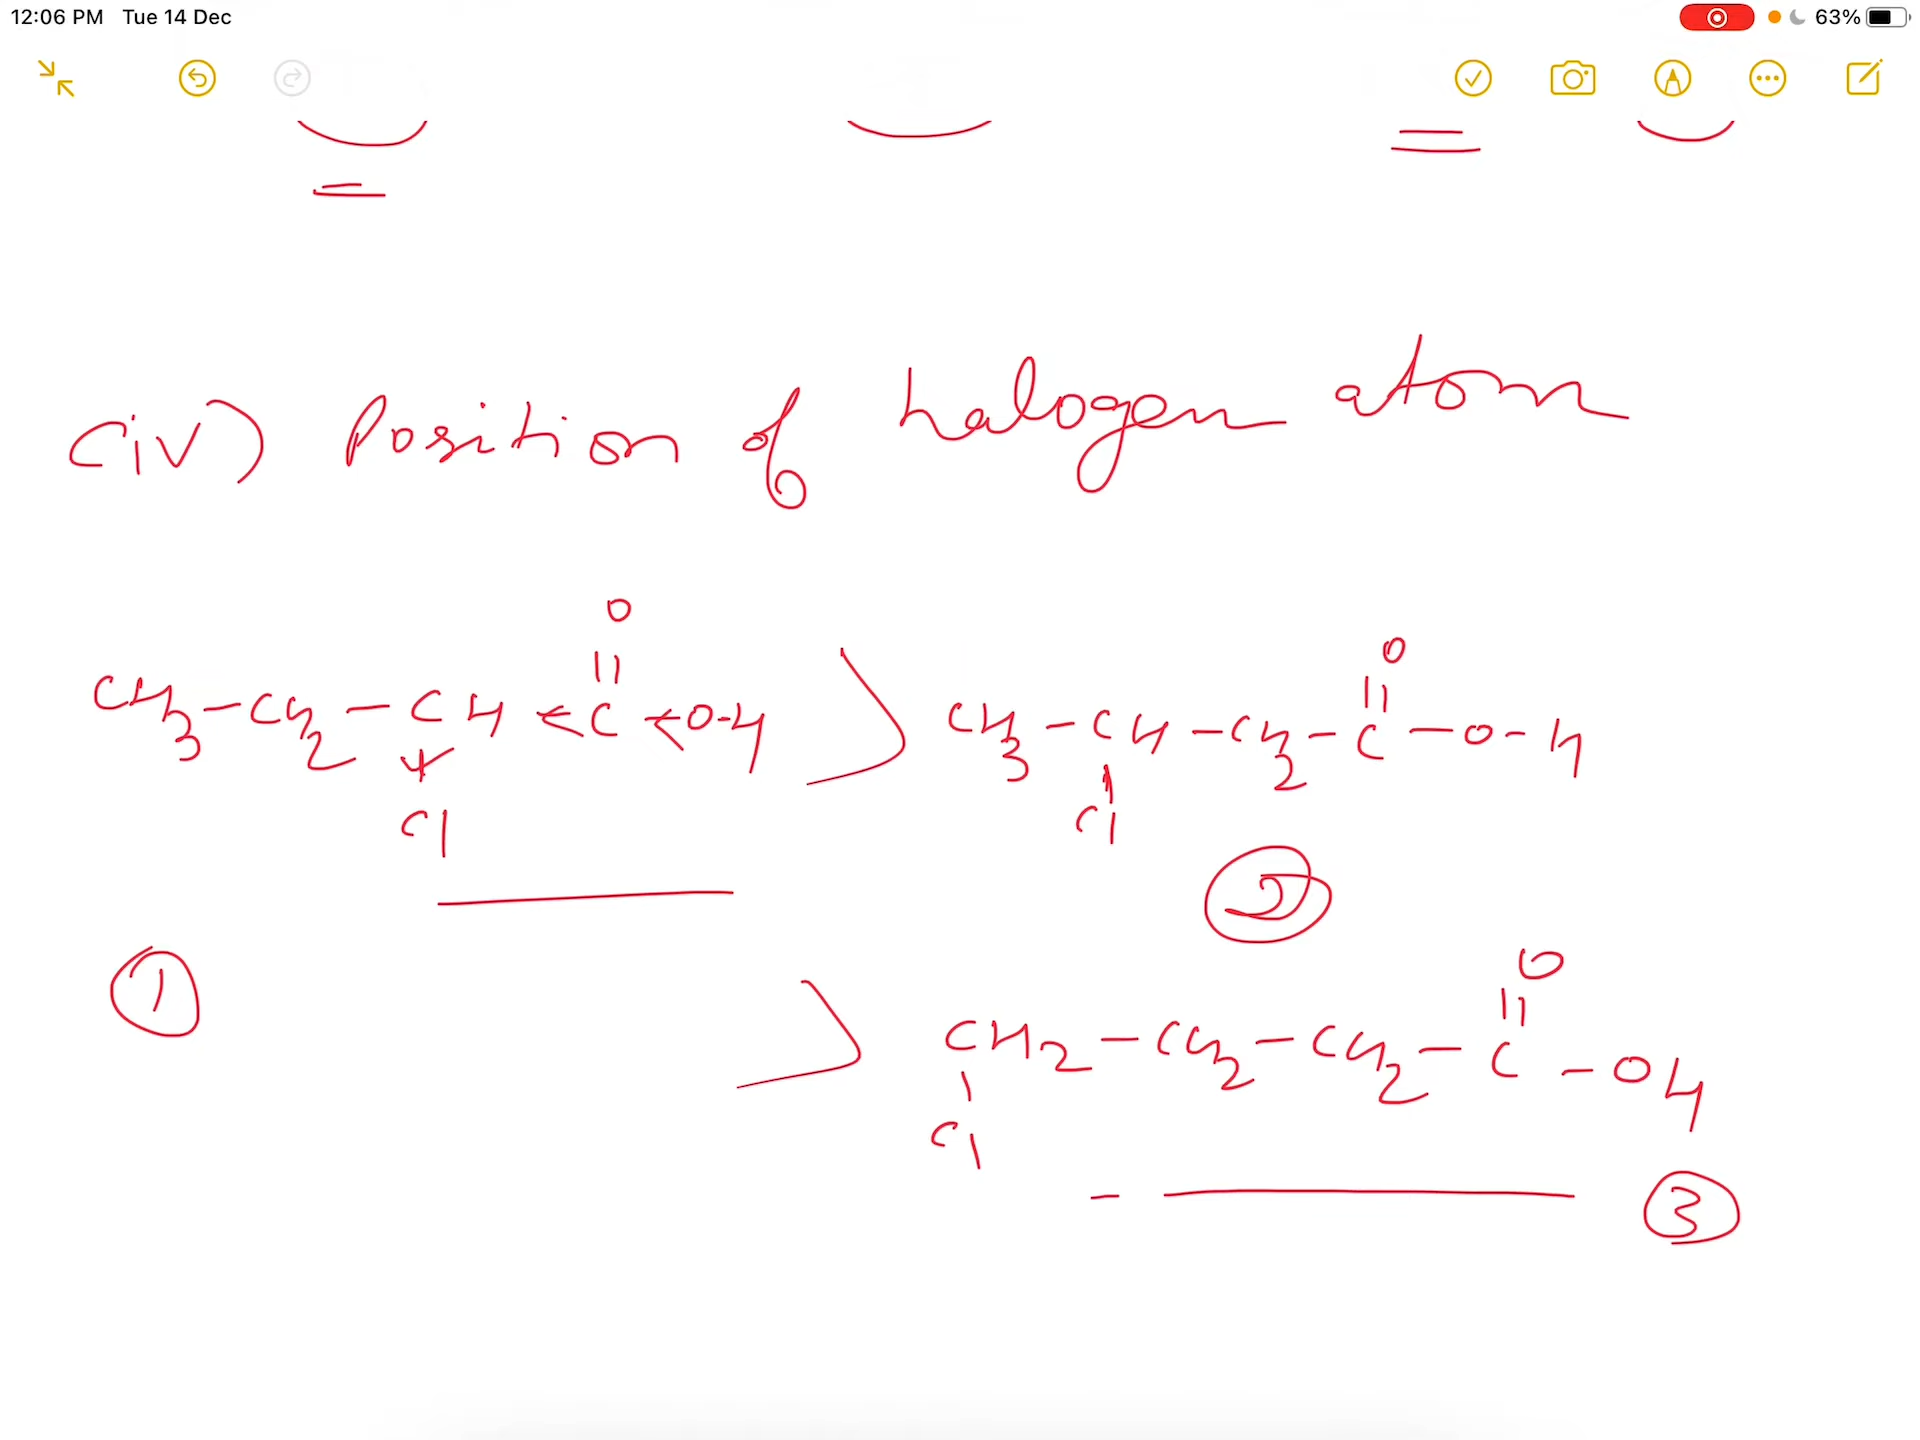 12:06 PM Tue 14 Dec 63%
(iv) Position of halogen atom
O
||
CH3-CH2-CH<C<O-H > CH3-CH-CH2-C-O-H
Cl
O
||
Cl
2
1
O
||
> CH2-CH2-CH2-C-OH
|
Cl
3